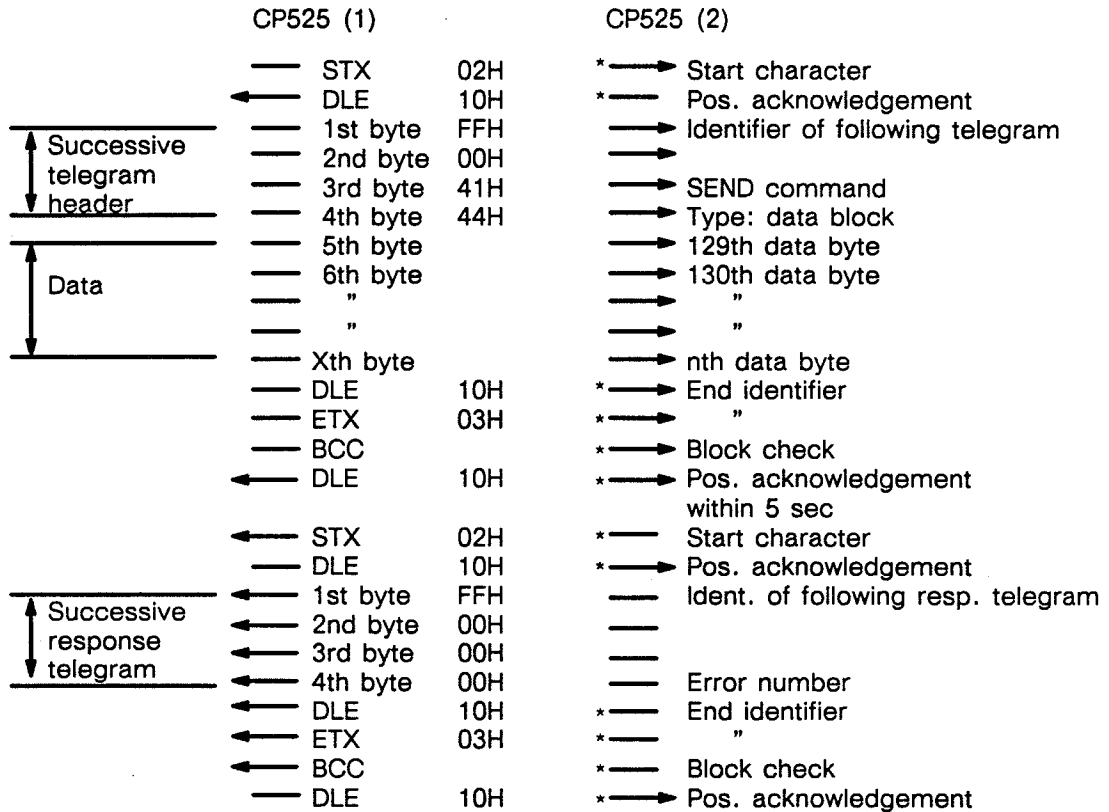 CP525 (1) CP525 (2)
STX 02H * Start character
DLE 10H * Pos. acknowledgement
1st byte FFH Identifier of following telegram
Successive
2nd byte 00H
telegram
3rd byte 41H SEND command
header
4th byte 44H Type: data block
5th byte 129th data byte
Data
6th byte 130th data byte
" "
" "
Xth byte nth data byte
DLE 10H * End identifier
ETX 03H * "
BCC * Block check
DLE 10H * Pos. acknowledgement
within 5 sec
STX 02H * Start character
DLE 10H * Pos. acknowledgement
1st byte FFH Ident. of following resp. telegram
Successive
2nd byte 00H
response
3rd byte 00H
telegram
4th byte 00H Error number
DLE 10H * End identifier
ETX 03H * "
BCC * Block check
DLE 10H * Pos. acknowledgement